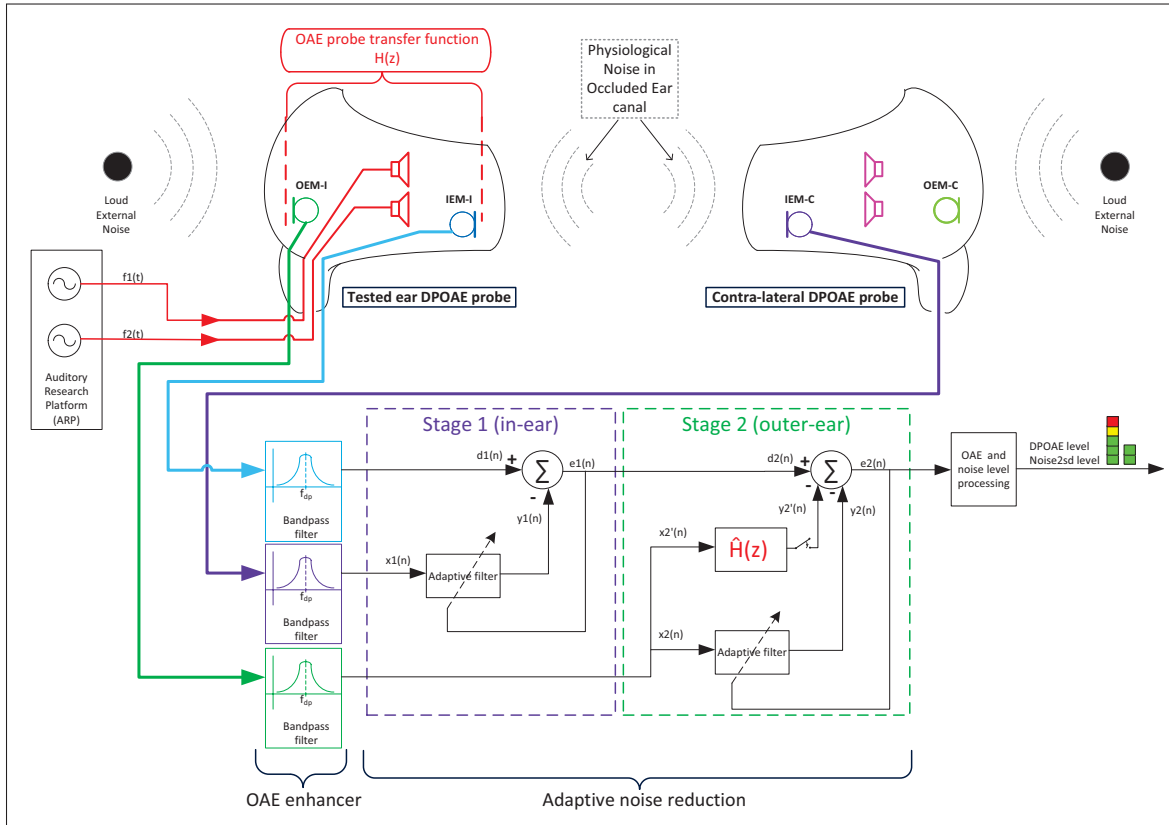 OAE probe transfer function
H(z)
Physiological
Noise in
Occluded Ear
canal
Loud
External
Noise
OEM-I
IEM-I
IEM-C
OEM-C
Loud
External
Noise
f1(t)
f2(t)
Auditory
Research
Platform
(ARP)
Tested ear DPOAE probe
Contra-lateral DPOAE probe
Stage 1 (in-ear)
Stage 2 (outer-ear)
fdp
Bandpass
filter
d1(n)
+
Σ
-
e1(n)
y1(n)
d2(n)
+
Σ
-
-
e2(n)
y2'(n)
y2(n)
OAE and
noise level
processing
DPOAE level
Noise2sd level
fdp
Bandpass
filter
x1(n)
Adaptive filter
x2'(n)
Ĥ(z)
x2(n)
Adaptive filter
fdp
Bandpass
filter
OAE enhancer
Adaptive noise reduction